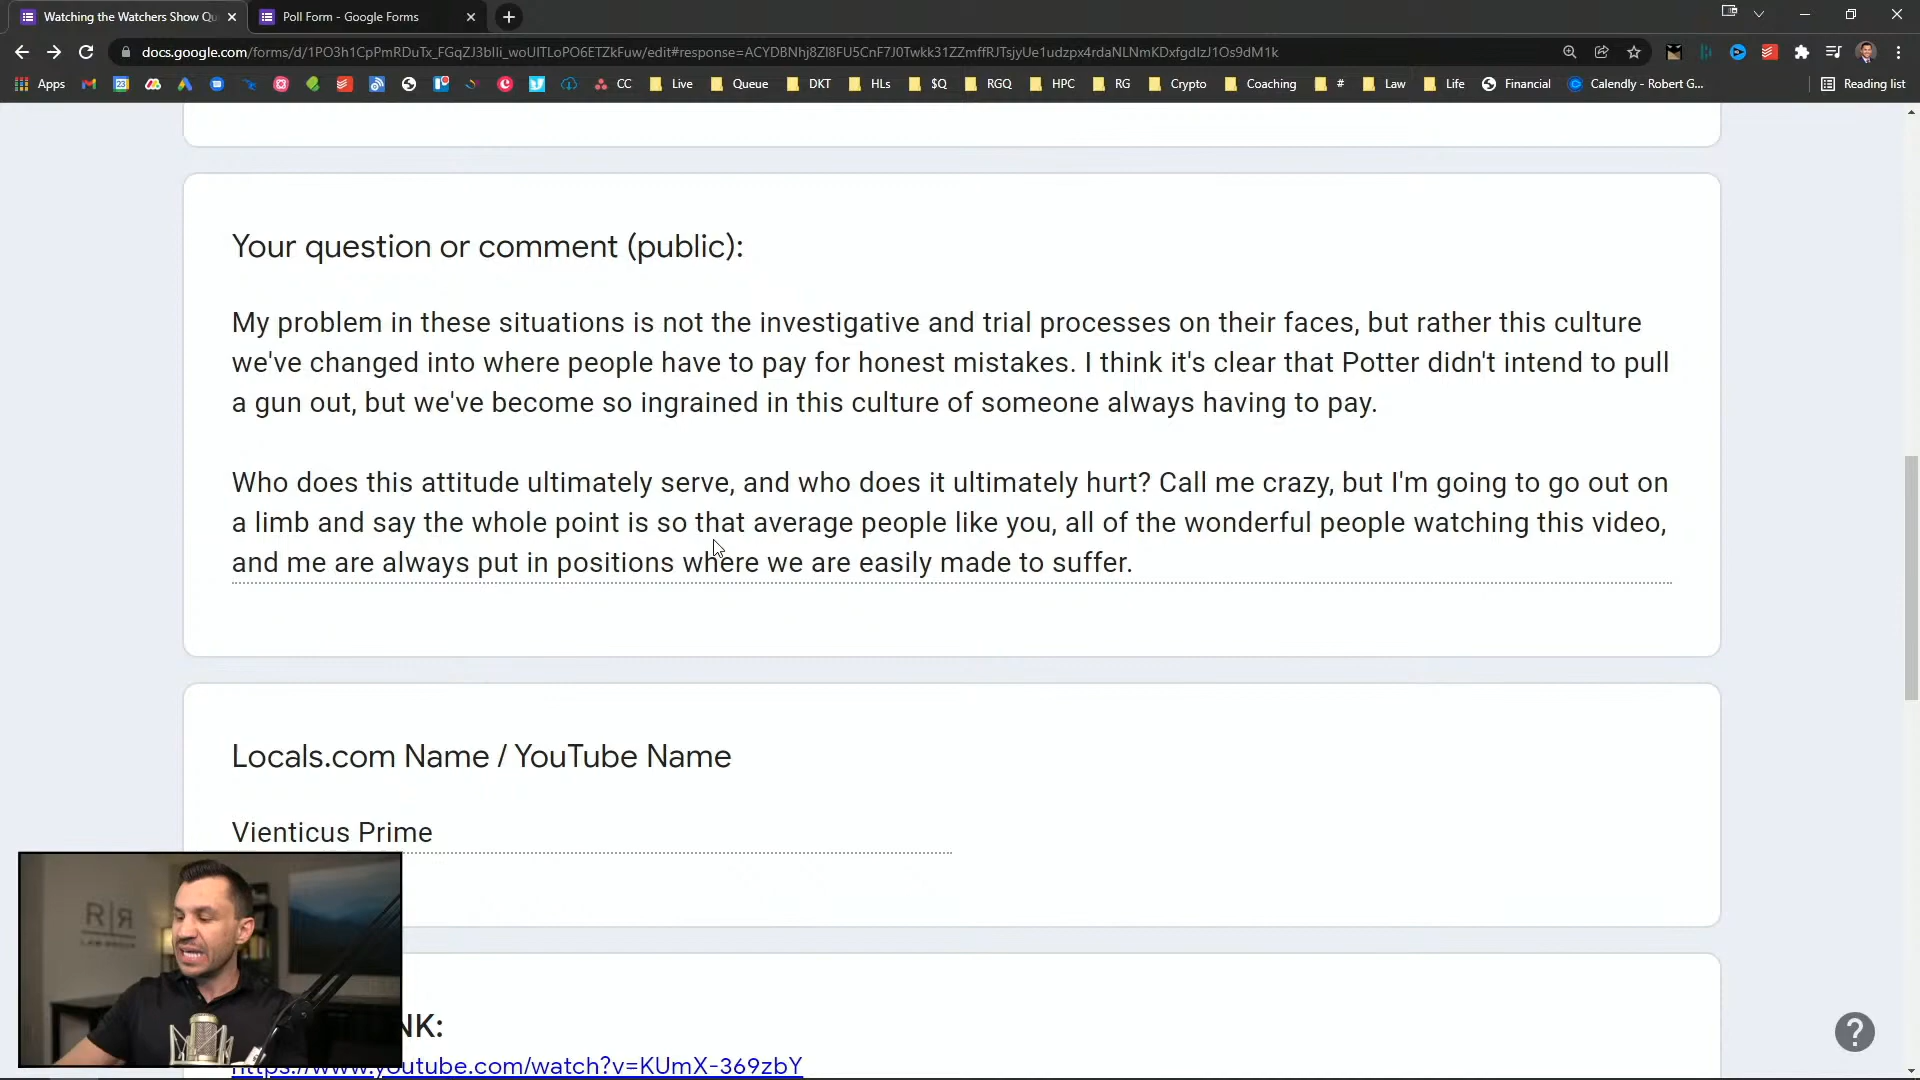 Watching the Watchers Show Qu
Poll Form - Google Forms
docs.google.com/forms/d/1PO3h1CpPmRDuTx_FGqZJ3blIi_woUITLoPO6ETZkFuw/edit#response=ACYDBNhj8Zl8FU5CnF7J0Twkk31ZZmffRJTsjyUe1udzpx4rdaNLNmKDxfgdIzJ1Os9dM1k
Apps
CC
Live
Queue
DKT
HLs
$Q
RGQ
HPC
RG
Crypto
Coaching
#
Law
Life
Financial
Calendly - Robert G...
Reading list
Your question or comment (public):
My problem in these situations is not the investigative and trial processes on their faces, but rather this culture
we've changed into where people have to pay for honest mistakes. I think it's clear that Potter didn't intend to pull
a gun out, but we've become so ingrained in this culture of someone always having to pay.
Who does this attitude ultimately serve, and who does it ultimately hurt? Call me crazy, but I'm going to go out on
a limb and say the whole point is so that average people like you, all of the wonderful people watching this video,
and me are always put in positions where we are easily made to suffer.
Locals.com Name / YouTube Name
Vienticus Prime
R|R
LAW GROUP
NK:
https://www.youtube.com/watch?v=KUmX-369zbY